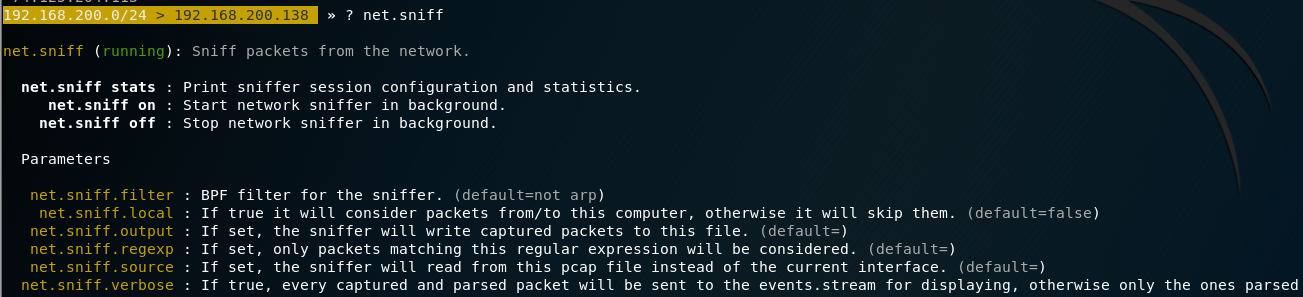 192.168.200.0/24 > 192.168.200.138 » ? net.sniff
net.sniff (running): Sniff packets from the network.
net.sniff stats : Print sniffer session configuration and statistics.
net.sniff on : Start network sniffer in background.
net.sniff off : Stop network sniffer in background.
Parameters
net.sniff.filter : BPF filter for the sniffer. (default=not arp)
net.sniff.local : If true it will consider packets from/to this computer, otherwise it will skip them. (default=false)
net.sniff.output : If set, the sniffer will write captured packets to this file. (default=)
net.sniff.regexp : If set, only packets matching this regular expression will be considered. (default=)
net.sniff.source : If set, the sniffer will read from this pcap file instead of the current interface. (default=)
net.sniff.verbose : If true, every captured and parsed packet will be sent to the events.stream for displaying, otherwise only the ones parsed